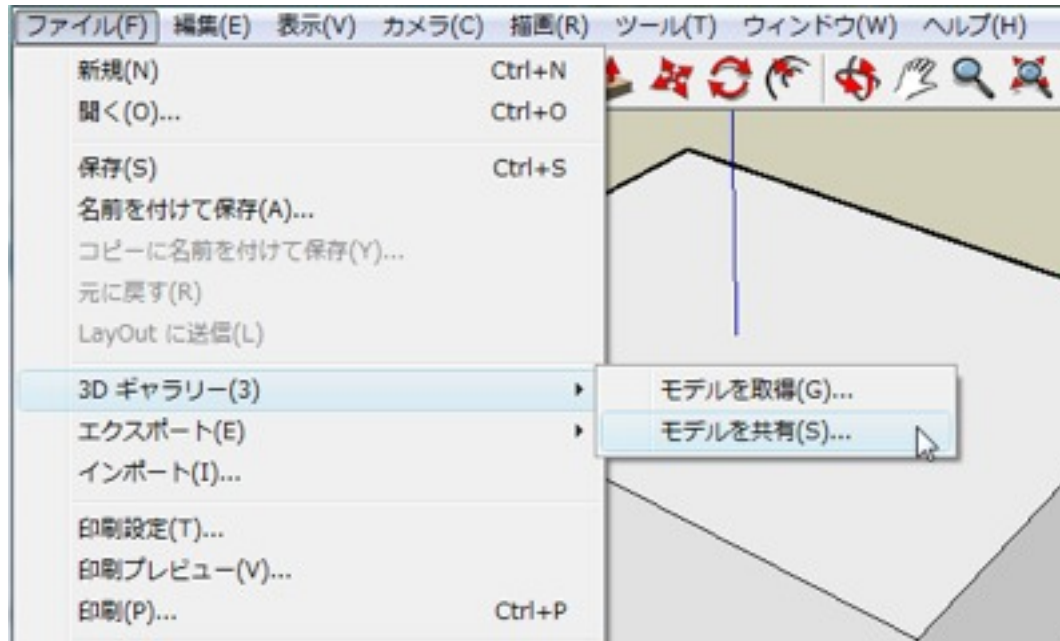 ファイル(F) 編集(E) 表示(V) カメラ(C) 描画(R) ツール(T) ウィンドウ(W) ヘルプ(H)
新規(N) Ctrl+N
開く(O)... Ctrl+O
保存(S) Ctrl+S
名前を付けて保存(A)...
コピーに名前を付けて保存(Y)...
元に戻す(R)
LayOut に送信(L)
3D ギャラリー(3)
モデルを取得(G)...
エクスポート(E)
モデルを共有(S)...
インポート(I)...
印刷設定(T)...
印刷プレビュー(V)...
印刷(P)... Ctrl+P